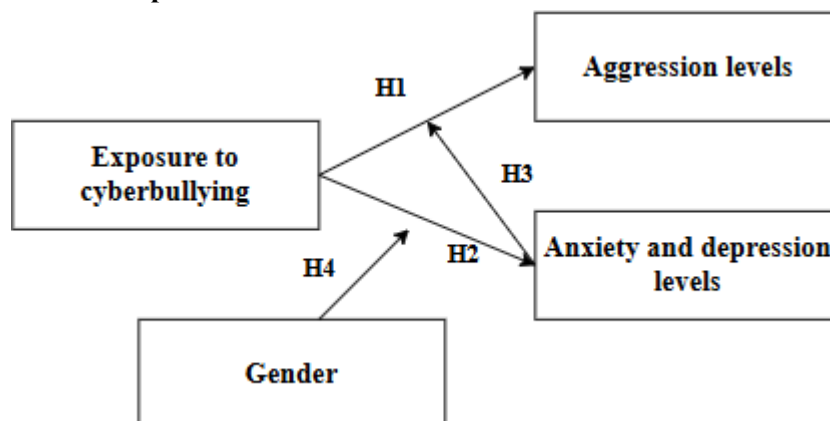 Aggression levels
H1
Exposure to
cyberbullying
H3
Anxiety and depression
levels
H2
H4
Gender